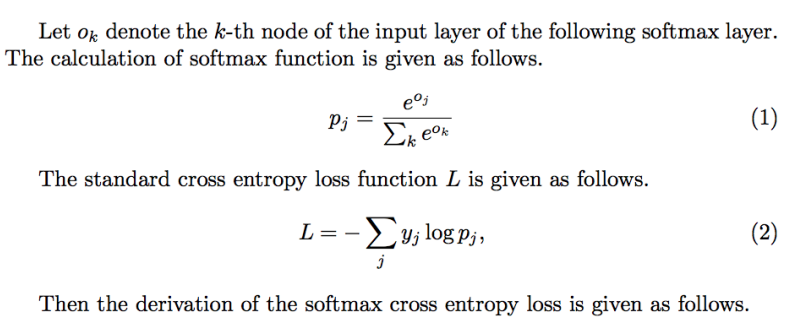 Let o_k denote the k-th node of the input layer of the following softmax layer.
The calculation of softmax function is given as follows.
p_j = \frac{e^{o_j}}{\sum_k e^{o_k}} (1)
The standard cross entropy loss function L is given as follows.
L = -\sum_j y_j \log p_j, (2)
Then the derivation of the softmax cross entropy loss is given as follows.